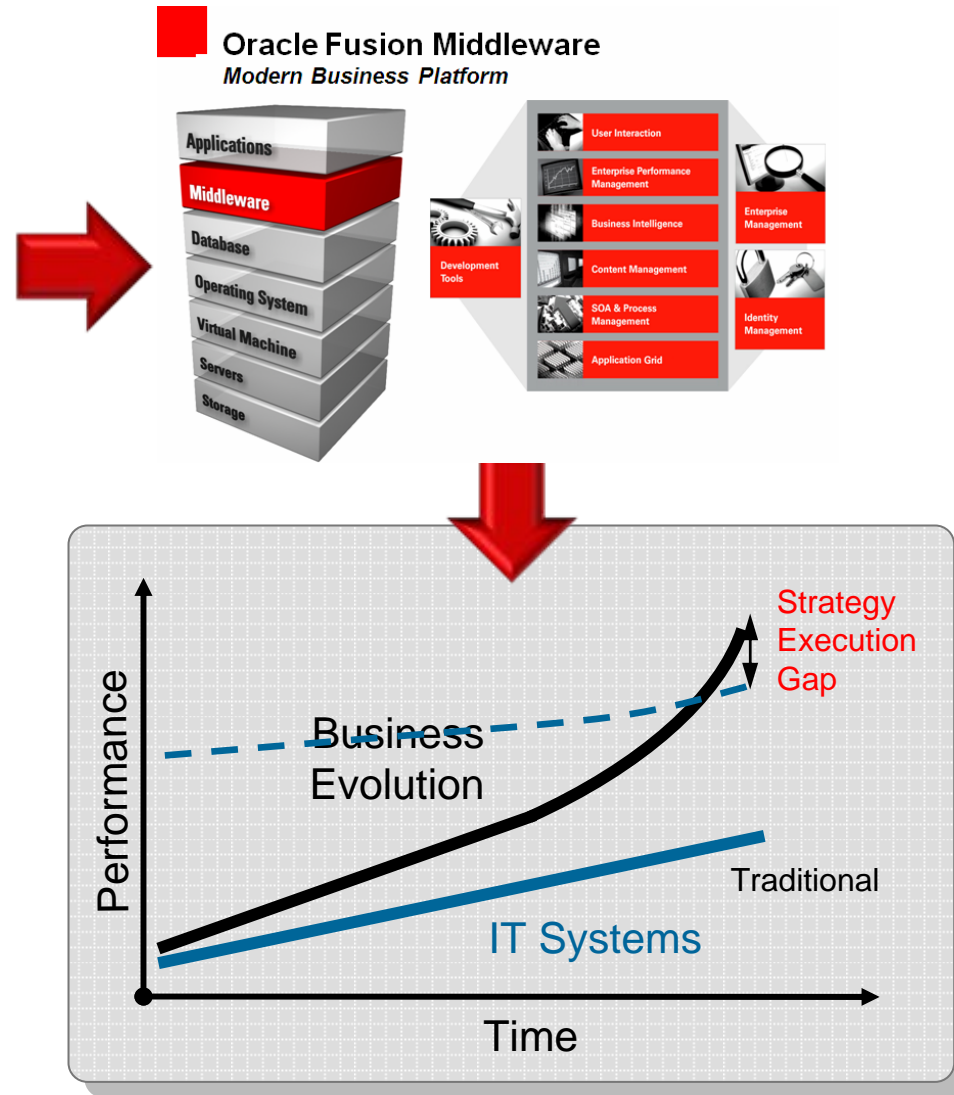 Oracle Fusion Middleware
Modern Business Platform
Applications
Middleware
Database
Operating System
Virtual Machine
Servers
Storage
Development
Tools
User Interaction
Enterprise Performance
Management
Business Intelligence
Content Management
SOA & Process
Management
Application Grid
Enterprise
Management
Identity
Management
Strategy
Execution
Gap
Business
Evolution
Performance
Traditional
IT Systems
Time